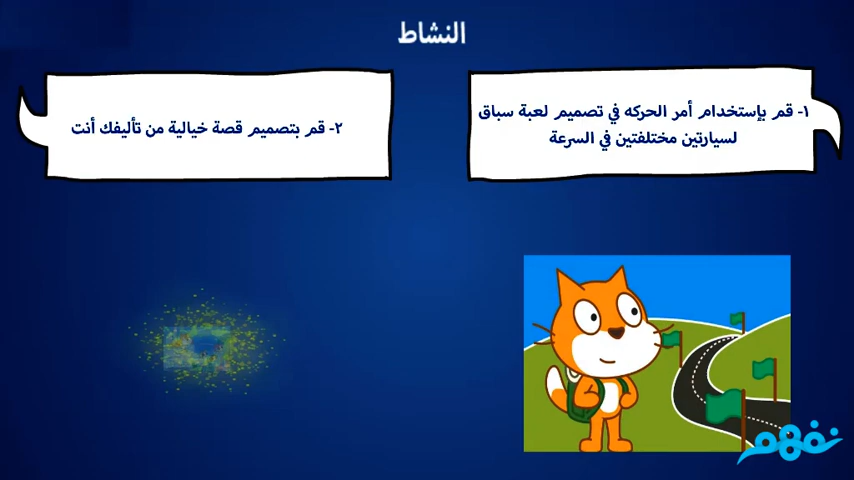 النشاط
١- قم بإستخدام أمر الحركه في تصميم لعبة سباق
لسيارتين مختلفتين في السرعة
٢- قم بتصميم قصة خيالية من تأليفك أنت
نفهم